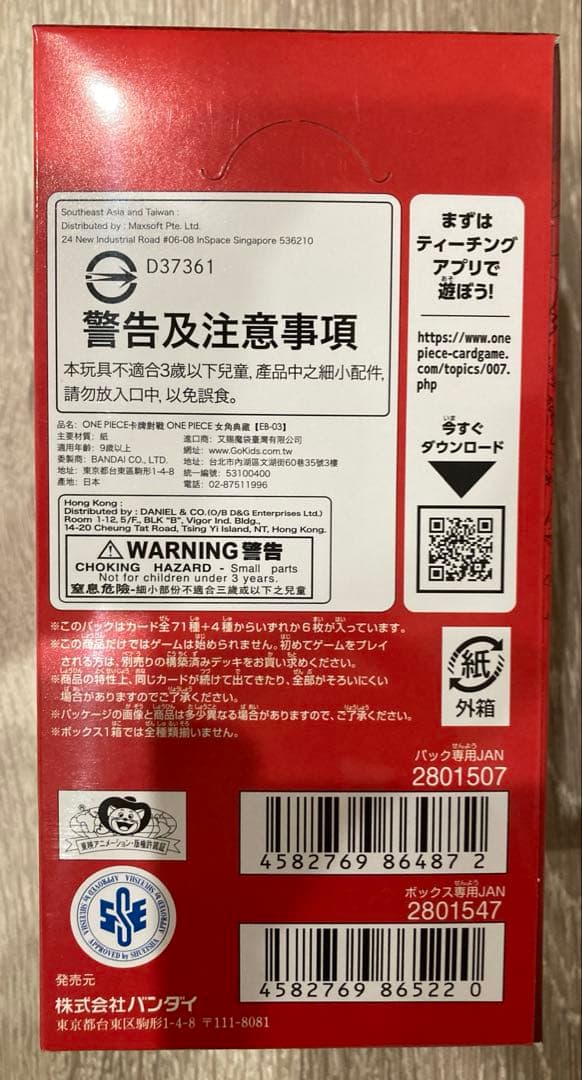 Southeast Asia and Taiwan :
Distributed by : Maxsoft Pte. Ltd.
24 New Industrial Road #06-08 InSpace Singapore 536210
D37361
警告及注意事項
本玩具不適合3歲以下兒童, 產品中之細小配件,
請勿放入口中, 以免誤食。
品名: ONE PIECE卡牌對戰 ONE PIECE 女角典藏【EB-03】
主要材質: 紙
適用年齡: 9歲以上
委製商: BANDAI CO., LTD.
地址: 東京都台東區駒形1-4-8
產地: 日本
進口商: 艾賜魔袋臺灣有限公司
網址: www.GoKids.com.tw
地址: 台北市內湖區文湖街60巷35號3樓
統一編號: 53100400
電話: 02-87511996
Hong Kong :
Distributed by : DANIEL & CO.(O/B D&G Enterprises Ltd.)
Room 1-12, 5/F., BLK "B", Vigor Ind. Bldg.,
14-20 Cheung Tat Road, Tsing Yi Island, NT, Hong Kong.
WARNING 警告
CHOKING HAZARD - Small parts
Not for children under 3 years.
窒息危險-細小部份不適合三歲或以下之兒童
まずは
ティーチング
アプリで
遊ぼう!
https://www.one
piece-cardgame.
com/topics/007.
php
今すぐ
ダウンロード
※このパックはカード全71種+4種からいずれか6枚が入っています。
※この商品だけではゲームは始められません。初めてゲームをプレイ
される方は、別売りの構築済みデッキをお買い求めください。
※商品の特性上、同じカードが続けて出てきたり、全部がそろいにくい
場合がありますのでご了承ください。
※パッケージの画像と商品は多少異なる場合がありますので、ご了承ください。
※ボックス1箱では全種類揃いません。
紙
外箱
パック専用JAN
2801507
4582769 864872
ボックス専用JAN
2801547
4582769 865220
東映アニメーション・版権許諾証
APPROVED by SHUEISHA
発売元
株式会社バンダイ
東京都台東区駒形1-4-8 〒111-8081